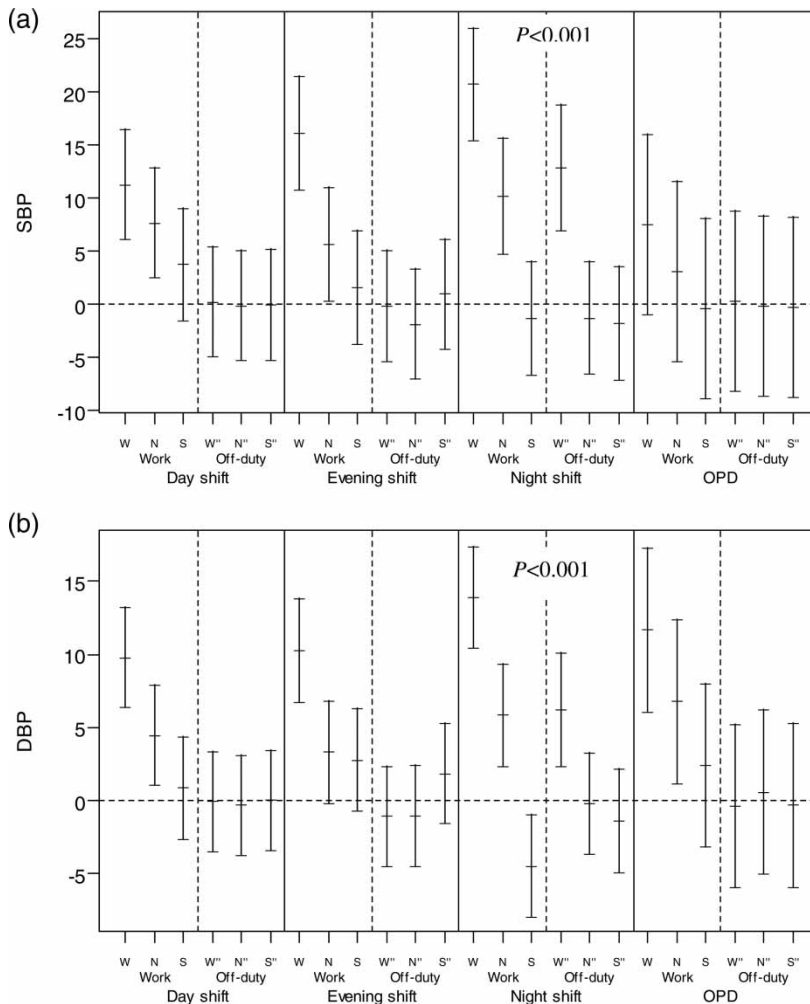 (a)
P<0.001
25
20
15
10
5
0
-5
-10
SBP
W N S W'' N'' S'' W N S W'' N'' S'' W N S W'' N'' S'' W N S W'' N'' S''
Work Off-duty Work Off-duty Work Off-duty Work Off-duty
Day shift Evening shift Night shift OPD
(b)
P<0.001
15
10
5
0
-5
DBP
W N S W'' N'' S'' W N S W'' N'' S'' W N S W'' N'' S'' W N S W'' N'' S''
Work Off-duty Work Off-duty Work Off-duty Work Off-duty
Day shift Evening shift Night shift OPD